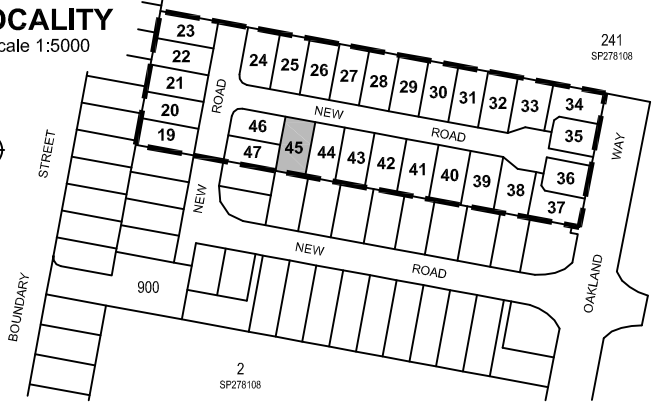 OCALITY
cale 1:5000
241
SP278108
23
22
21
20
19
24
25
26
27
28
29
30
31
32
33
34
35
36
37
38
39
40
41
42
43
44
45
46
47
ROAD
NEW
NEW
ROAD
NEW
ROAD
STREET
BOUNDARY
OAKLAND
WAY
900
2
SP278108